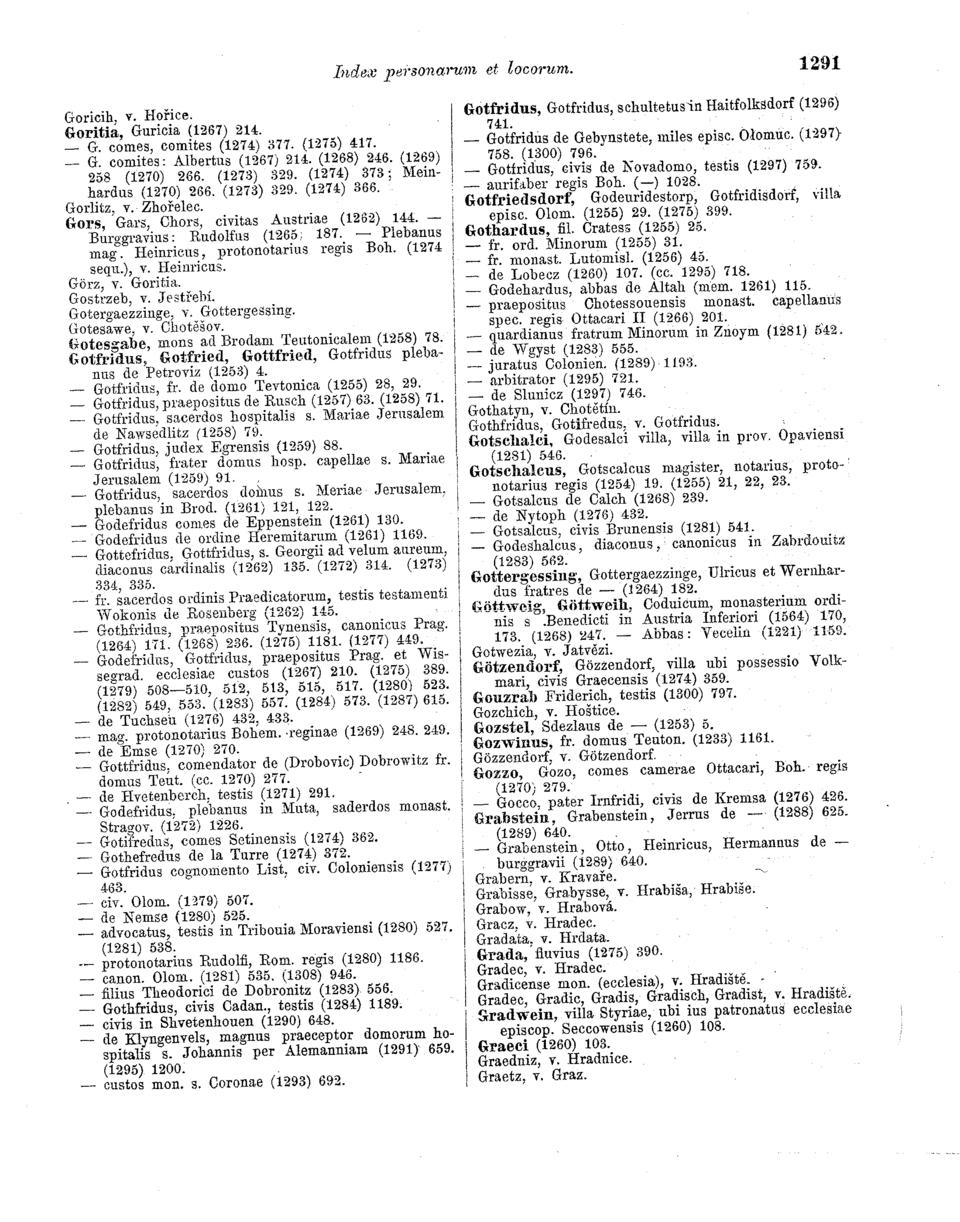 Index personarum et locorum.
1291
Goricih, v. Hořice.
Goritia, Guricia (1267) 214.
— G. comes, comites (1274) 377. (1275) 417.
— G. comites: Albertus (1267) 214. (1268) 246. (1269)
258 (1270) 266. (1273) 329. (1274) 373; Mein-
hardus (1270) 266. (1273) 329. (1274) 366.
Gorlitz, v. Zhořelec.
Gors, Gars, Chors, civitas Austriae (1262) 144. —
Burggravius: Rudolfus (1265; 187. — Plebanus
mag. Heinricus, protonotarius regis Boh. (1274
sequ.), v. Heinricus.
Görz, v. Goritia.
Gostrzeb, v. Jestřebí.
Gotergaezzinge, v. Gottergessing.
Gotesawe, v. Chotěšov.
Gotesgabe, mons ad Brodam Teutonicalem (1258) 78.
Gotfridus, Gotfried, Gottfried, Gotfridus pleba-
nus de Petroviz (1253) 4.
— Gotfridus, fr. de domo Tevtonica (1255) 28, 29.
— Gotfridus, praepositus de Rusch (1257) 63. (1258) 71.
— Gotfridus, sacerdos hospitalis s. Mariae Jerusalem
de Nawsedlitz (1258) 79.
— Gotfridus, judex Egrensis (1259) 88.
— Gotfridus, frater domus hosp. capellae s. Mariae
Jerusalem (1259) 91.
— Gotfridus, sacerdos domus s. Meriae Jerusalem,
plebanus in Brod. (1261) 121, 122.
— Godefridus comes de Eppenstein (1261) 130.
— Godefridus de ordine Heremitarum (1261) 1169.
— Gottefridus, Gottfridus, s. Georgii ad velum aureum,
diaconus cardinalis (1262) 135. (1272) 314. (1273)
334, 335.
— fr. sacerdos ordinis Praedicatorum, testis testamenti
Wokonis de Rosenberg (1262) 145.
— Gothfridus, praepositus Tynensis, canonicus Prag.
(1264) 171. (1268) 236. (1275) 1181. (1277) 449.
— Godefridus, Gotfridus, praepositus Prag. et Wis-
segrad. ecclesiae custos (1267) 210. (1275) 389.
(1279) 508—510, 512, 513, 515, 517. (1280) 523.
(1282) 549, 553. (1283) 557. (1284) 573. (1287) 615.
— de Tuchseu (1276) 432, 433.
— mag. protonotarius Bohem. reginae (1269) 248. 249.
— de Emse (1270) 270.
— Gottfridus, comendator de (Drobovic) Dobrowitz fr.
domus Teut. (cc. 1270) 277.
— de Hvetenberch, testis (1271) 291.
— Godefridus, plebanus in Muta, saderdos monast.
Stragov. (1272) 1226.
— Gotifredus, comes Setinensis (1274) 362.
— Gothefredus de la Turre (1274) 372.
— Gotfridus cognomento List, civ. Coloniensis (1277)
463.
— civ. Olom. (1279) 507.
— de Nemse (1280) 525.
— advocatus, testis in Tribouia Moraviensi (1280) 527.
(1281) 538.
— protonotarius Rudolfi, Rom. regis (1280) 1186.
— canon. Olom. (1281) 535. (1308) 946.
— filius Theodorici de Dobronitz (1283) 556.
— Gothfridus, civis Cadan., testis (1284) 1189.
— civis in Shvetenhouen (1290) 648.
— de Klyngenvels, magnus praeceptor domorum ho-
spitalis s. Johannis per Alemanniam (1291) 659.
(1295) 1200.
— custos mon. s. Coronae (1293) 692.
Gotfridus, Gotfridus, schultetus in Haitfolksdorf (1296)
741.
— Gotfridus de Gebynstete, miles episc. Olomuc. (1297)
758. (1300) 796.
— Gotfridus, civis de Novadomo, testis (1297) 759.
— aurifaber regis Boh. (—) 1028.
Gotfriedsdorf, Godeuridestorp, Gotfridisdorf, villa
episc. Olom. (1255) 29. (1275) 399.
Gothardus, fil. Cratess (1255) 25.
— fr. ord. Minorum (1255) 31.
— fr. monast. Lutomisl. (1256) 45.
— de Lobecz (1260) 107. (cc. 1295) 718.
— Godehardus, abbas de Altah (mem. 1261) 115.
— praepositus Chotessouensis monast. capellanus
spec. regis Ottacari II (1266) 201.
— quardianus fratrum Minorum in Znoym (1281) 542.
— de Wgyst (1283) 555.
— juratus Colonien. (1289) 1193.
— arbitrator (1295) 721.
— de Slunicz (1297) 746.
Gothatyn, v. Chotětín.
Gothfridus, Gotifredus, v. Gotfridus.
Gotschalci, Godesalci villa, villa in prov. Opaviensi
(1281) 546.
Gotschalcus, Gotscalcus magister, notarius, proto-
notarius regis (1254) 19. (1255) 21, 22, 23.
— Gotsalcus de Calch (1268) 239.
— de Nytoph (1276) 432.
— Gotsalcus, civis Brunensis (1281) 541.
— Godeshalcus, diaconus, canonicus in Zabrdouitz
(1283) 562.
Gottergessing, Gottergaezzinge, Ulricus et Wernhar-
dus fratres de — (1264) 182.
Göttweig, Göttweih, Coduicum, monasterium ordi-
nis s. Benedicti in Austria Inferiori (1564) 170,
173. (1268) 247. — Abbas: Vecelin (1221) 1159.
Gotwezia, v. Jatvězi.
Götzendorf, Gözzendorf, villa ubi possessio Volk-
mari, civis Graecensis (1274) 359.
Gouzrab Friderich, testis (1300) 797.
Gozchich, v. Hoštice.
Gozstel, Sdezlaus de — (1253) 5.
Gozwinus, fr. domus Teuton. (1233) 1161.
Gözzendorf, v. Götzendorf.
Gozzo, Gozo, comes camerae Ottacari, Boh. regis
(1270) 279.
— Gocco, pater Irnfridi, civis de Kremsa (1276) 426.
Grabstein, Grabenstein, Jerrus de — (1288) 625.
(1289) 640.
— Grabenstein, Otto, Heinricus, Hermannus de —
burggravii (1289) 640.
Grabern, v. Kravaře.
Grabisse, Grabysse, v. Hrabiša, Hrabiše.
Grabow, v. Hrabová.
Gracz, v. Hradec.
Gradata, v. Hrdata.
Grada, fluvius (1275) 390.
Gradec, v. Hradec.
Gradicense mon. (ecclesia), v. Hradiště.
Gradec, Gradic, Gradis, Gradisch, Gradist, v. Hradiště.
Gradwein, villa Styriae, ubi ius patronatus ecclesiae
episcop. Seccowensis (1260) 108.
Graeci (1260) 103.
Graedniz, v. Hradnice.
Graetz, v. Graz.